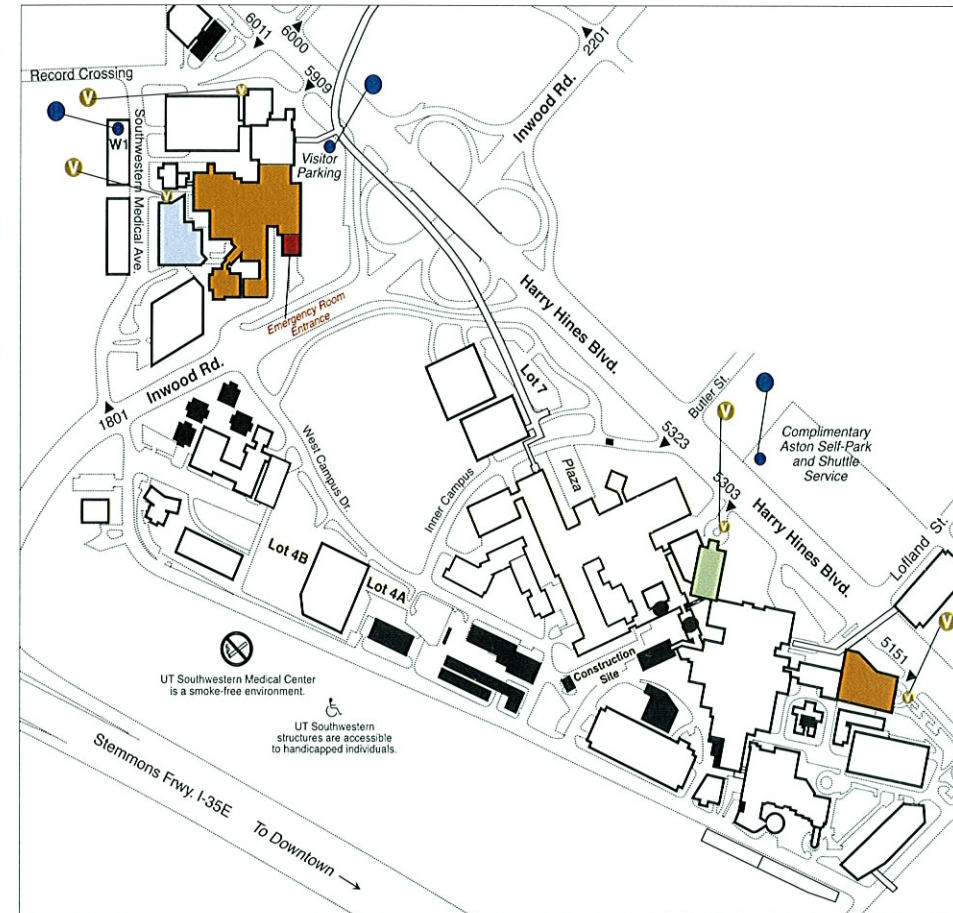 6011
6000
2201
5909
Record Crossing
V
V
W1
Southwestern Medical Ave.
Visitor
Parking
Inwood Rd.
V
V
Emergency Room
Entrance
Harry Hines Blvd.
Inwood Rd.
1801
Lot 7
Butler St.
5323
V
Complimentary
Aston Self-Park
and Shuttle
Service
West Campus Dr.
Inner Campus
Plaza
5303
Harry Hines Blvd.
V
Lofland St.
Lot 4B
Lot 4A
V
5151
V
Construction
Site
UT Southwestern Medical Center
is a smoke-free environment.
UT Southwestern
structures are accessible
to handicapped individuals.
Stemmons Frwy. I-35E
To Downtown